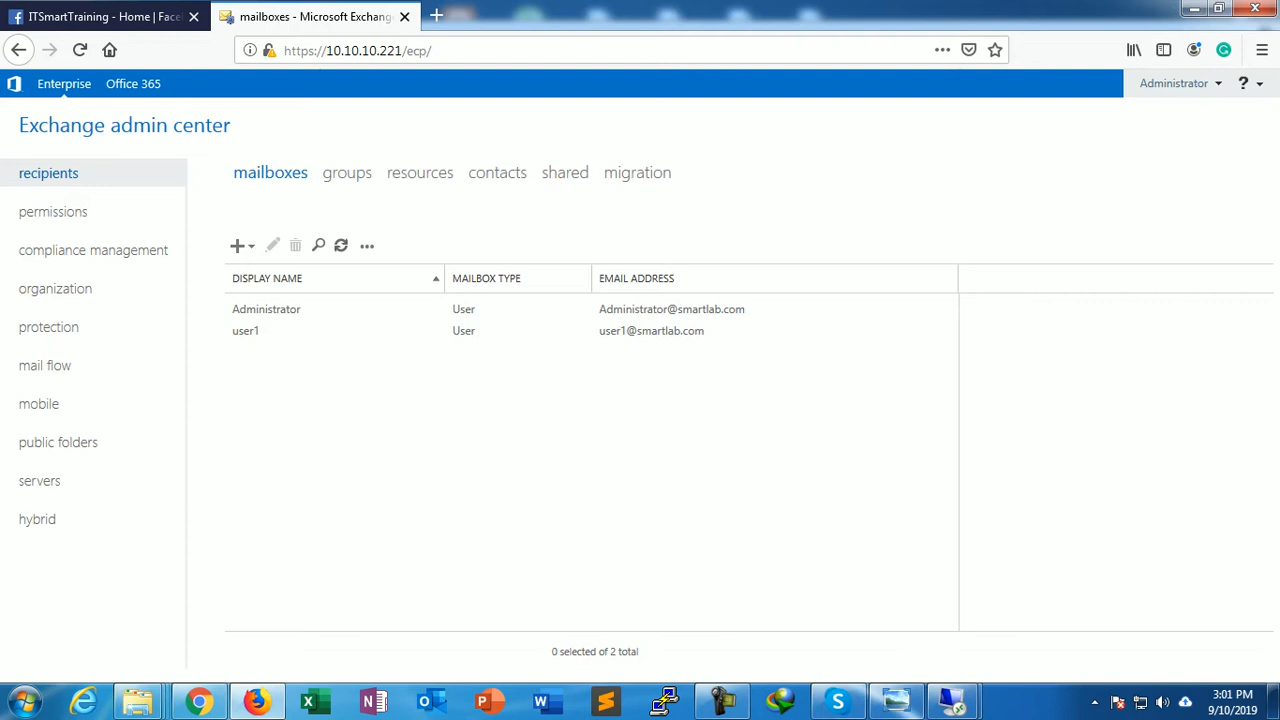 ITSmartTraining - Home | Face
mailboxes - Microsoft Exchang
https://10.10.10.221/ecp/
Enterprise
Office 365
Administrator
?
Exchange admin center
recipients
permissions
compliance management
organization
protection
mail flow
mobile
public folders
servers
hybrid
mailboxes
groups
resources
contacts
shared
migration
DISPLAY NAME
MAILBOX TYPE
EMAIL ADDRESS
Administrator
User
Administrator@smartlab.com
user1
User
user1@smartlab.com
0 selected of 2 total
3:01 PM
9/10/2019